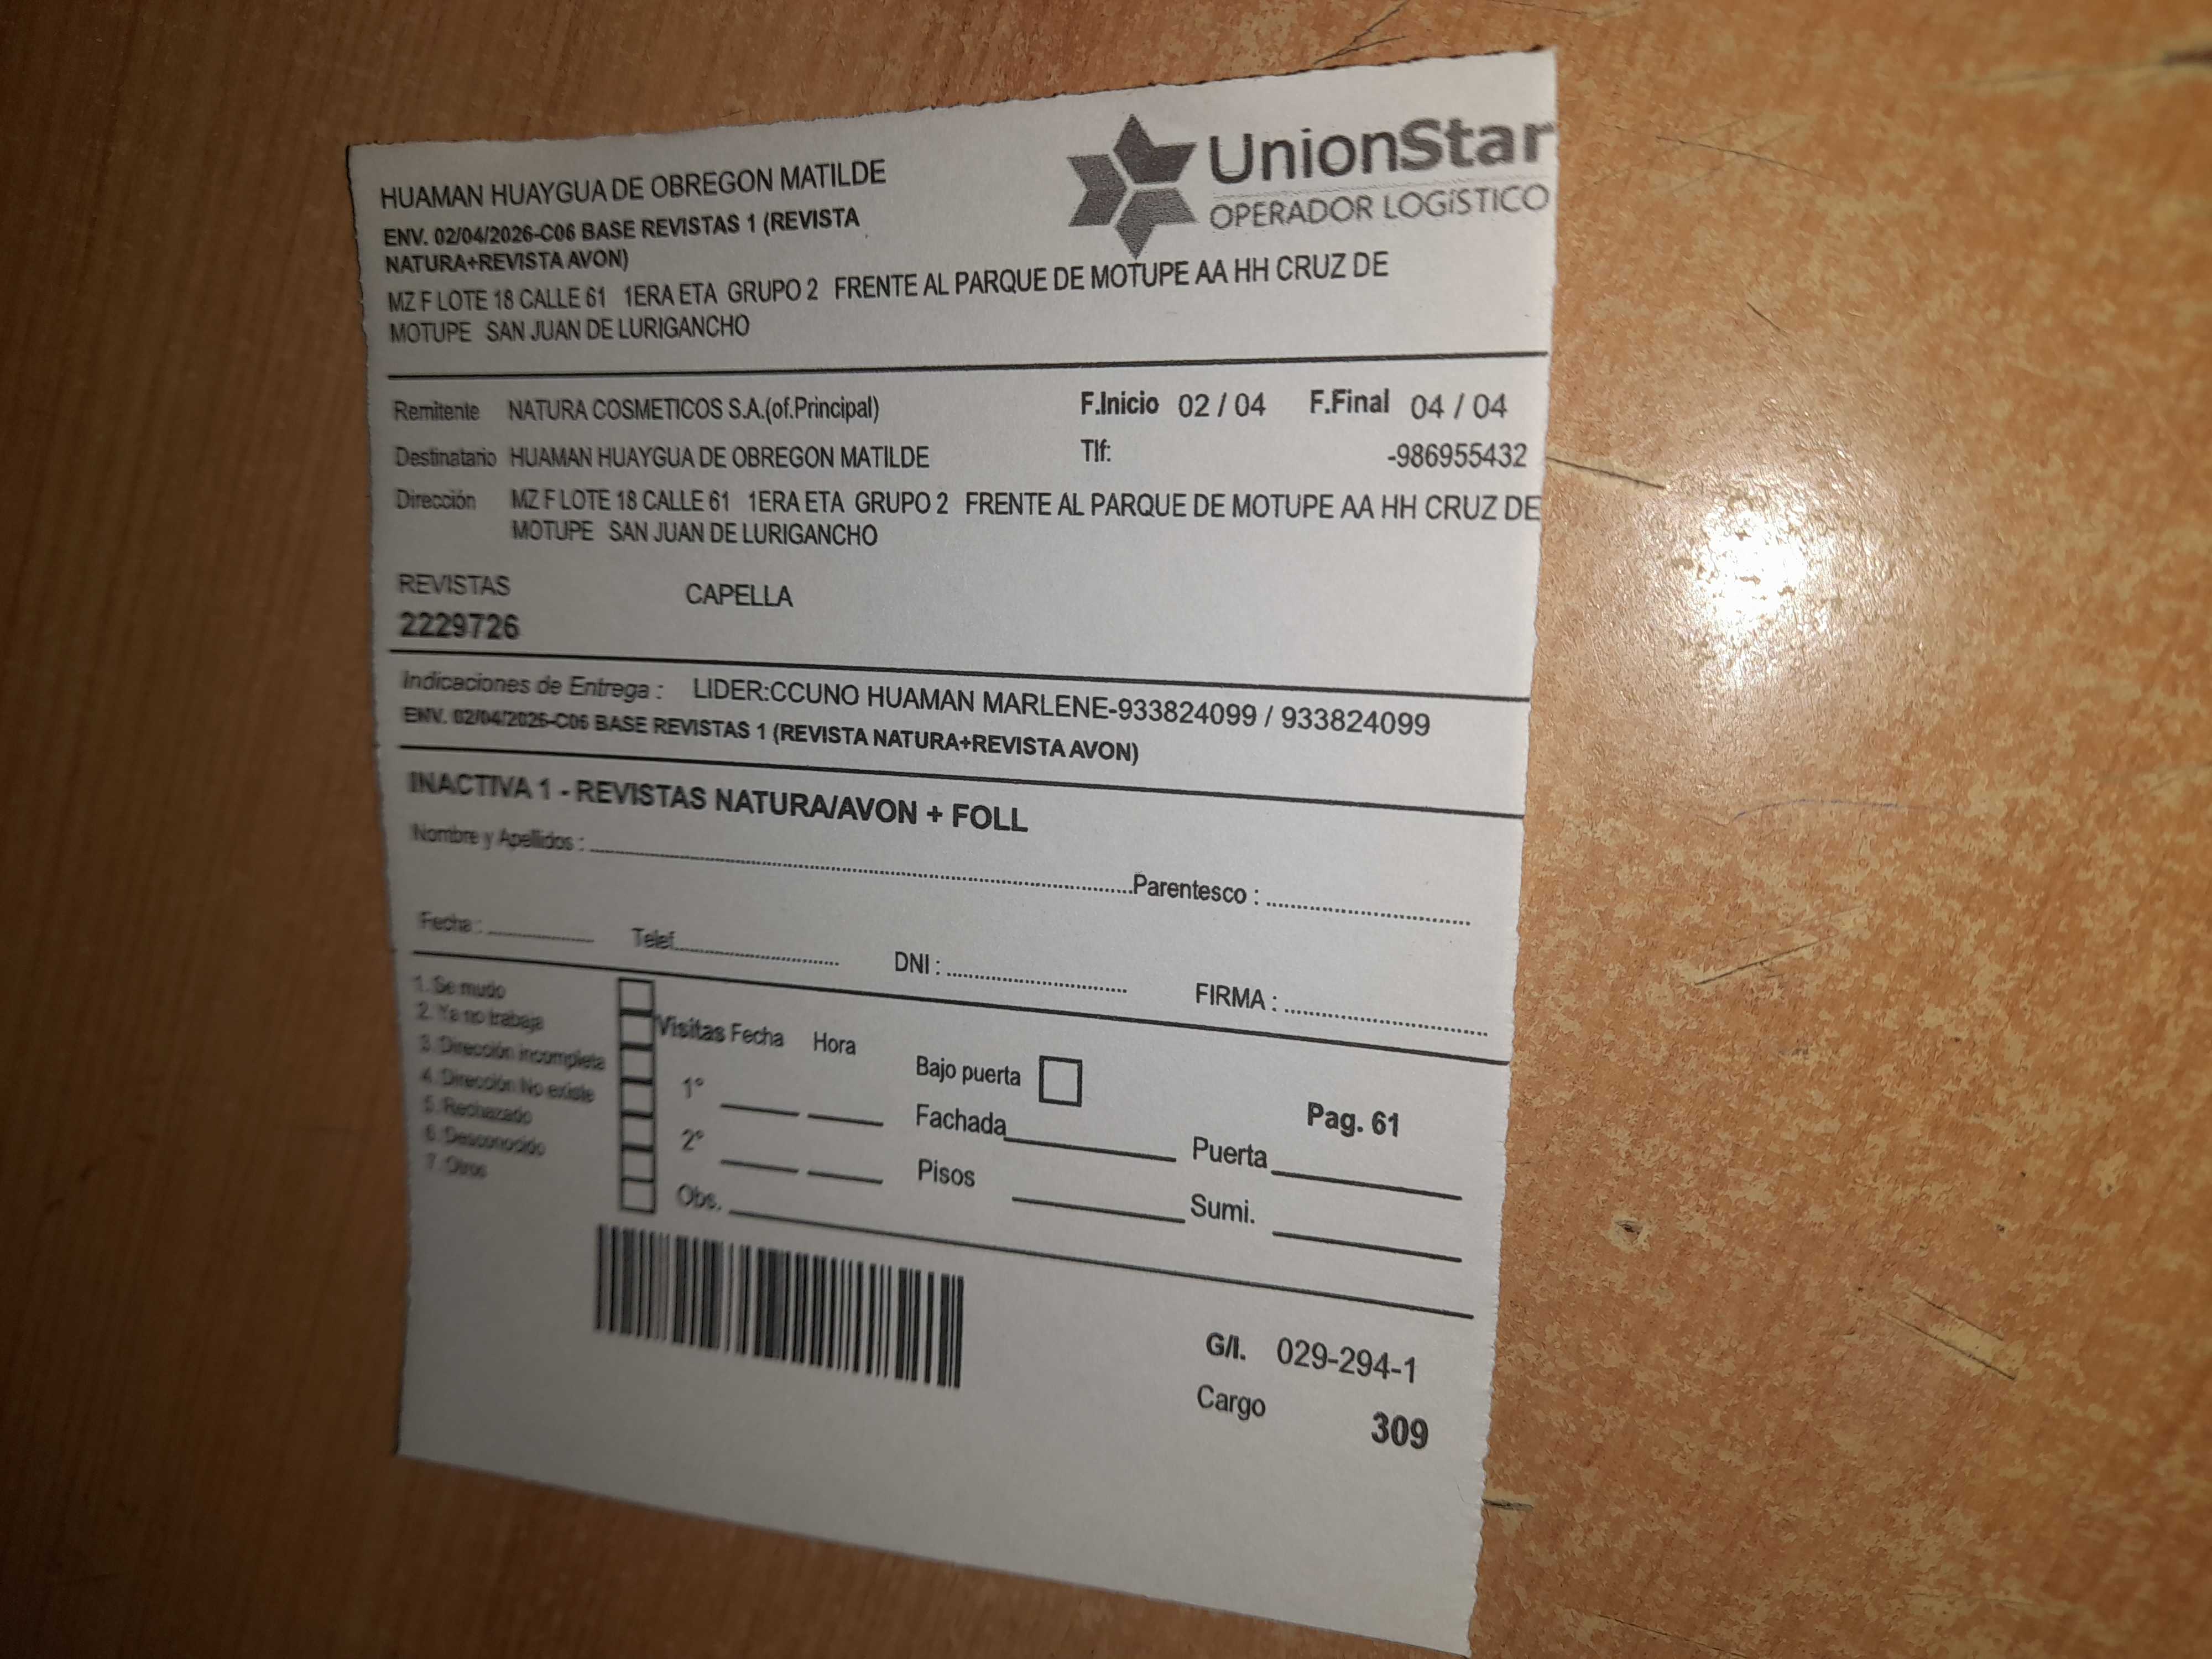 HUAMAN HUAYGUA DE OBREGON MATILDE
UnionStar
OPERADOR LOGÍSTICO
ENV. 02/04/2026-C06 BASE REVISTAS 1 (REVISTA
NATURA+REVISTA AVON)
MZ F LOTE 18 CALLE 61 1ERA ETA GRUPO 2 FRENTE AL PARQUE DE MOTUPE AA HH CRUZ DE
MOTUPE SAN JUAN DE LURIGANCHO
Remitente NATURA COSMETICOS S.A.(of.Principal) F.Inicio 02 / 04 F.Final 04 / 04
Destinatario HUAMAN HUAYGUA DE OBREGON MATILDE Tlf: -986955432
Dirección MZ F LOTE 18 CALLE 61 1ERA ETA GRUPO 2 FRENTE AL PARQUE DE MOTUPE AA HH CRUZ DE
MOTUPE SAN JUAN DE LURIGANCHO
REVISTAS CAPELLA
2229726
Indicaciones de Entrega : LIDER:CCUNO HUAMAN MARLENE-933824099 / 933824099
ENV. 02/04/2026-C06 BASE REVISTAS 1 (REVISTA NATURA+REVISTA AVON)
INACTIVA 1 - REVISTAS NATURA/AVON + FOLL
Nombre y Apellidos : Parentesco :
Fecha : Telef. DNI : FIRMA :
1. Se mudo
2. Ya no trabaja
3. Dirección incompleta
4. Dirección No existe
5. Rechazado
6. Desconocido
7. Otros
Visitas Fecha Hora
1°
2°
Obs.
Bajo puerta
Fachada
Pisos
Pag. 61
Puerta
Sumi.
G/I. 029-294-1
Cargo 309